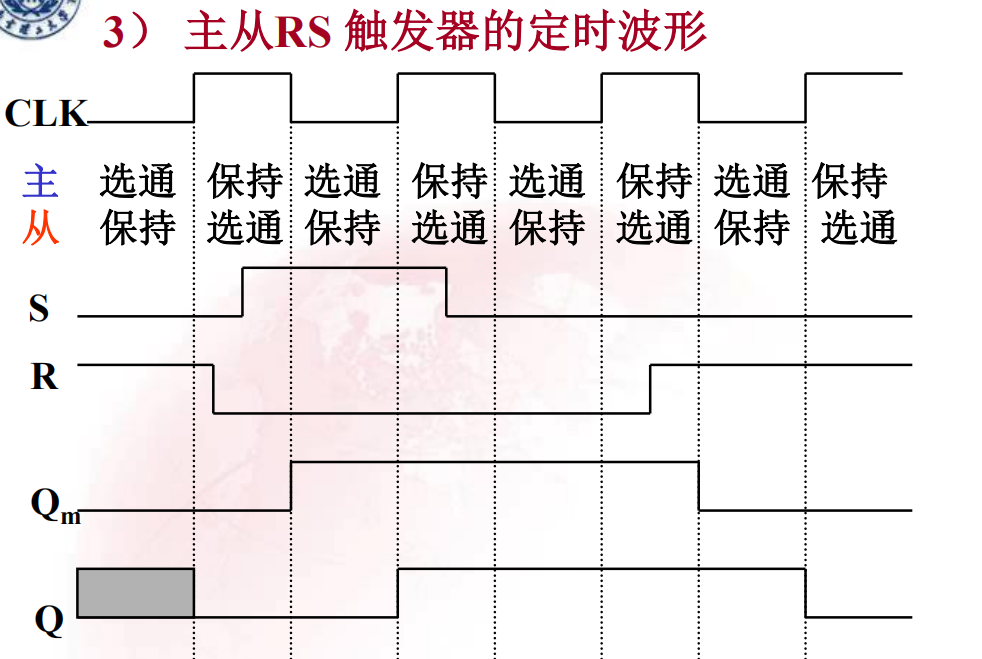 3） 主从RS 触发器的定时波形
CLK
主 选通 保持 选通 保持 选通 保持 选通 保持
从 保持 选通 保持 选通 保持 选通 保持 选通
S
R
Qm
Q